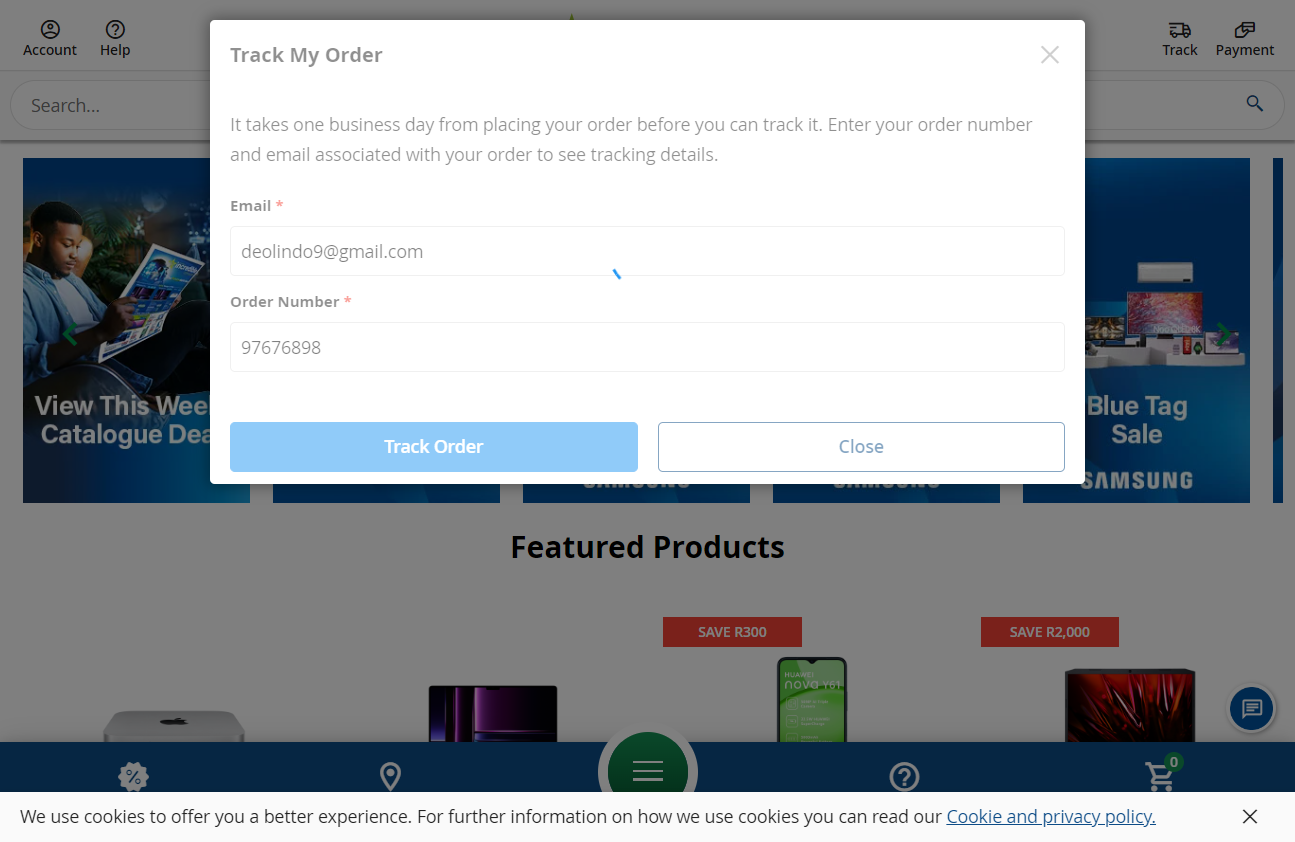 Account
Help
Track
Payment
Search...
Track My Order
It takes one business day from placing your order before you can track it. Enter your order number
and email associated with your order to see tracking details.
Email *
deolindo9@gmail.com
Order Number *
97676898
Track Order
Close
View This Wee
Catalogue Dea
Blue Tag
Sale
SAMSUNG
SAMSUNG
SAMSUNG
Featured Products
SAVE R300
SAVE R2,000
HUAWEI
nova Y61
0
We use cookies to offer you a better experience. For further information on how we use cookies you can read our Cookie and privacy policy.